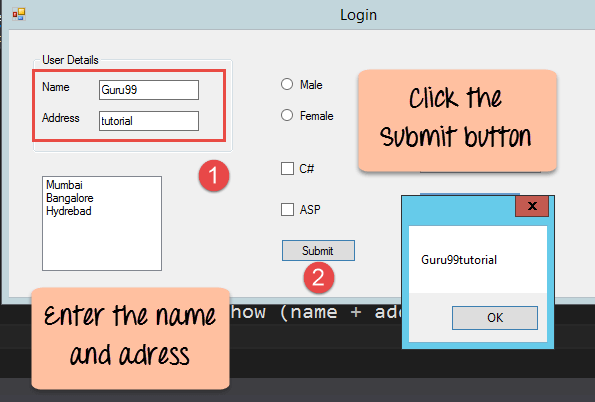 Login
User Details
Name Guru99
Address tutorial
Male
Female
Click the
submit button
1
C#
ASP
Mumbai
Bangalore
Hydrebad
Submit
2
x
Guru99tutorial
OK
Enter the name
and adress
how (name + add